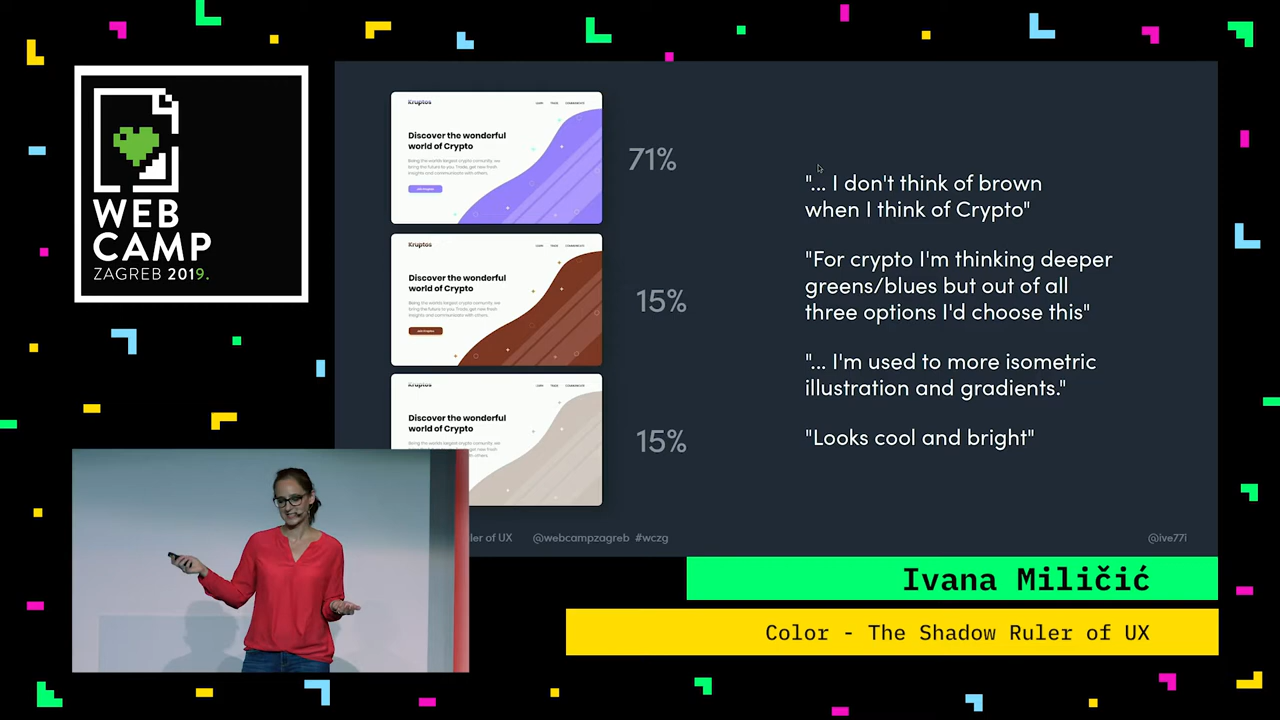 WEB
CAMP
ZAGREB 2019.
Kruptos
Discover the wonderful
world of Crypto
71%
Kruptos
Discover the wonderful
world of Crypto
15%
Kruptos
Discover the wonderful
world of Crypto
15%
"... I don't think of brown
when I think of Crypto"
"For crypto I'm thinking deeper
greens/blues but out of all
three options I'd choose this"
"... I'm used to more isometric
illustration and gradients."
"Looks cool and bright"
ler of UX @webcampzagreb #wczg
@ive77i
Ivana Miličić
Color - The Shadow Ruler of UX